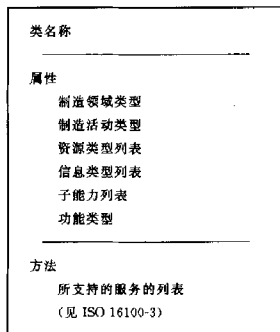 类名称
属性
制造领域类型
制造活动类型
资源类型列表
信息类型列表
子能力列表
功能类型
方法
所支持的服务的列表
(见 ISO 16100-3)